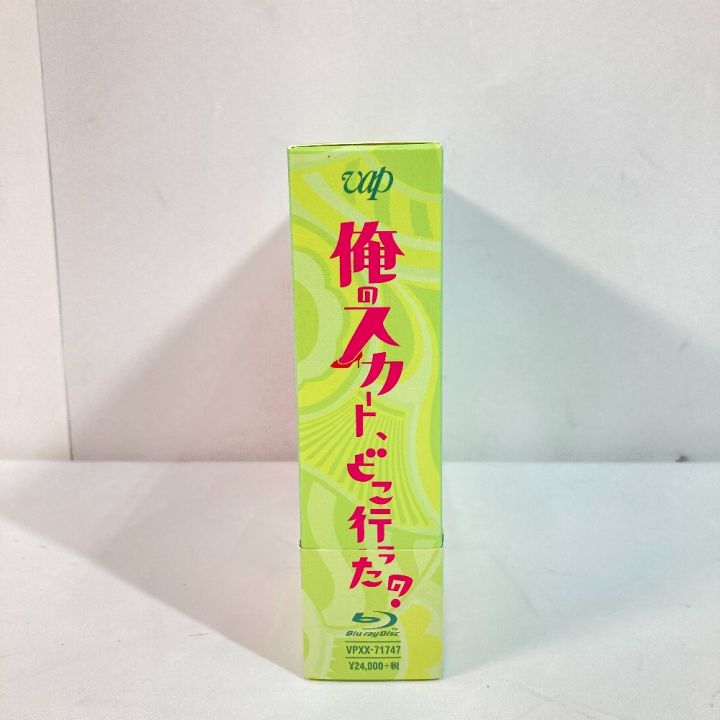 vap
俺のスカート、どこ行ったの?
Blu-ray Disc
VPXX-71747
¥24,000+税